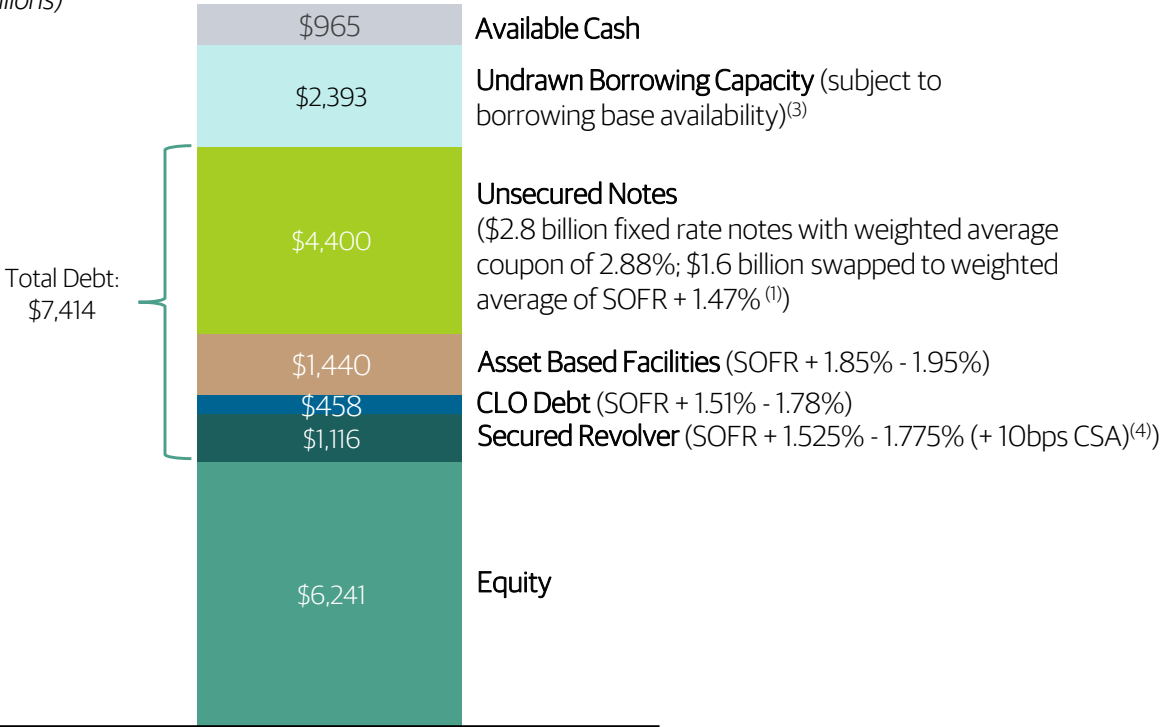 $965 Available Cash
$2,393
Undrawn Borrowing Capacity (subject to
borrowing base availability)(3)
Unsecured Notes
($2.8 billion fixed rate notes with weighted average
coupon of 2.88%; $1.6 billion swapped to weighted
average of SOFR + 1.47% (1))
$4,400
Total Debt:
$7,414
$1,440 Asset Based Facilities (SOFR + 1.85% - 1.95%)
$458 CLO Debt (SOFR + 1.51% - 1.78%)
$1,116 Secured Revolver (SOFR + 1.525% - 1.775% (+ 10bps CSA)(4))
$6,241 Equity